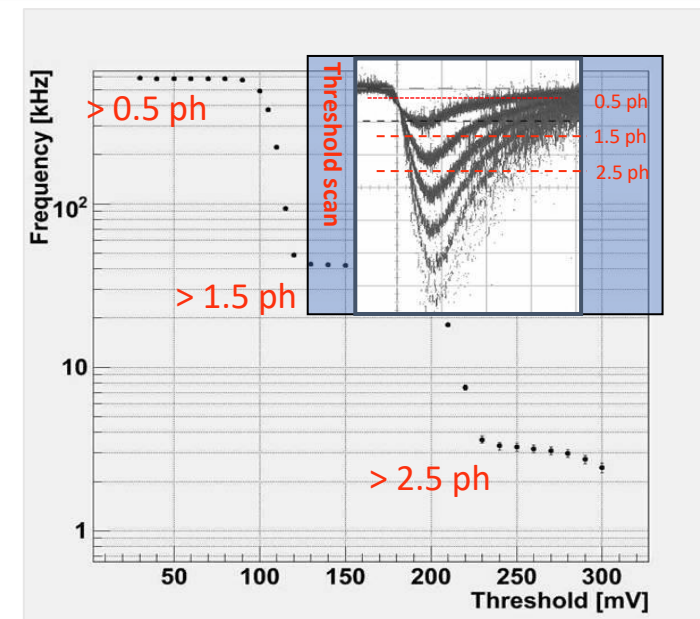 Frequency [kHz]
10²
10
1
> 0.5 ph
> 1.5 ph
> 2.5 ph
Threshold scan
0.5 ph
1.5 ph
2.5 ph
50 100 150 200 250 300
Threshold [mV]